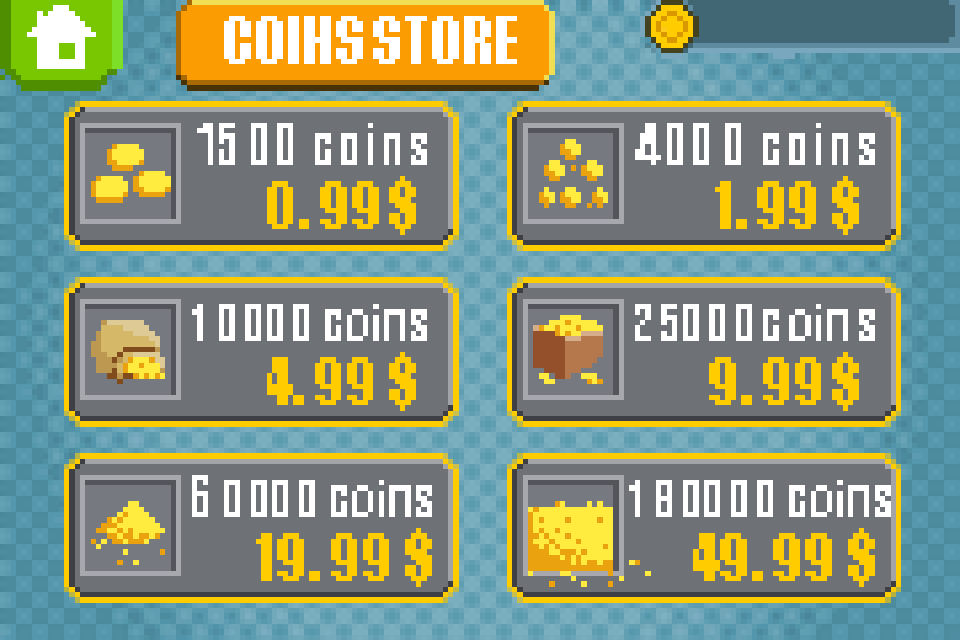 COINS STORE
1500 coins
0.99$
4000 coins
1.99$
10000 coins
4.99$
25000 coins
9.99$
60000 coins
19.99$
180000 coins
49.99$